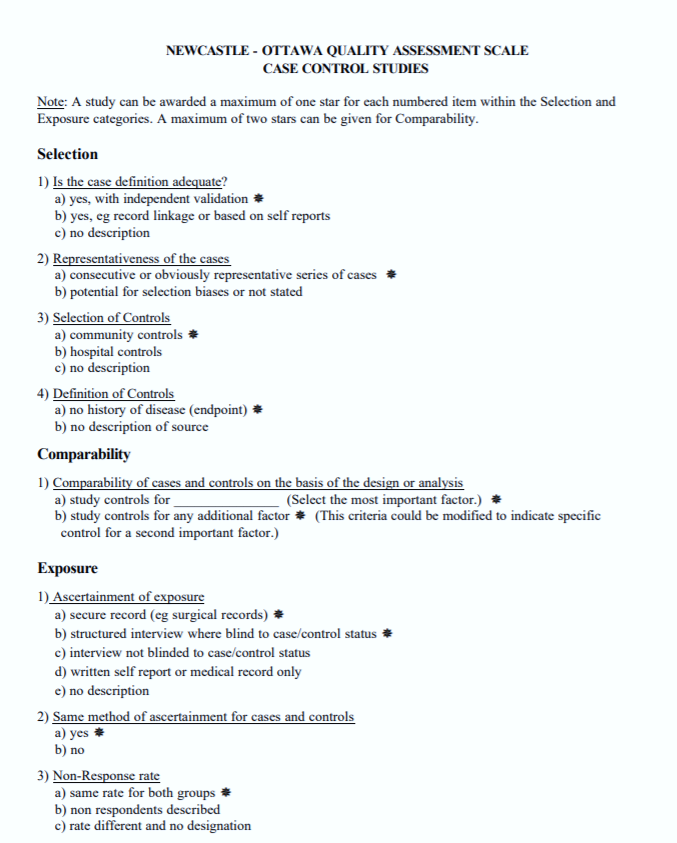 NEWCASTLE - OTTAWA QUALITY ASSESSMENT SCALE
CASE CONTROL STUDIES
Note: A study can be awarded a maximum of one star for each numbered item within the Selection and
Exposure categories. A maximum of two stars can be given for Comparability.
Selection
1) Is the case definition adequate?
a) yes, with independent validation ✸
b) yes, eg record linkage or based on self reports
c) no description
2) Representativeness of the cases
a) consecutive or obviously representative series of cases ✸
b) potential for selection biases or not stated
3) Selection of Controls
a) community controls ✸
b) hospital controls
c) no description
4) Definition of Controls
a) no history of disease (endpoint) ✸
b) no description of source
Comparability
1) Comparability of cases and controls on the basis of the design or analysis
a) study controls for _______________ (Select the most important factor.) ✸
b) study controls for any additional factor ✸ (This criteria could be modified to indicate specific
control for a second important factor.)
Exposure
1) Ascertainment of exposure
a) secure record (eg surgical records) ✸
b) structured interview where blind to case/control status ✸
c) interview not blinded to case/control status
d) written self report or medical record only
e) no description
2) Same method of ascertainment for cases and controls
a) yes ✸
b) no
3) Non-Response rate
a) same rate for both groups ✸
b) non respondents described
c) rate different and no designation